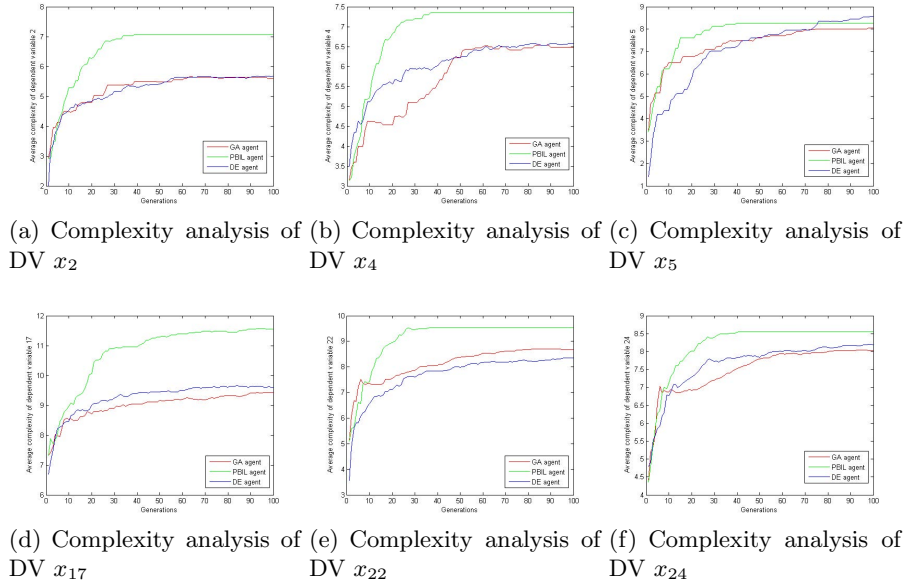 Average complexity of dependent variable 2
8
7
6
5
4
3
2
0 10 20 30 40 50 60 70 80 90 100
Generations
GA agent
PBIL agent
DE agent
Average complexity of dependent variable 4
7.5
7
6.5
6
5.5
5
4.5
4
3.5
3
0 10 20 30 40 50 60 70 80 90 100
Generations
GA agent
PBIL agent
DE agent
Average complexity of dependent variable 5
9
8
7
6
5
4
3
2
1
0 10 20 30 40 50 60 70 80 90 100
Generations
GA agent
PBIL agent
DE agent
(a) Complexity analysis of
DV x2
(b) Complexity analysis of
DV x4
(c) Complexity analysis of
DV x5
Average complexity of dependent variable 17
12
11
10
9
8
7
6
0 10 20 30 40 50 60 70 80 90 100
Generations
GA agent
PBIL agent
DE agent
Average complexity of dependent variable 22
10
9
8
7
6
5
4
3
0 10 20 30 40 50 60 70 80 90 100
Generations
GA agent
PBIL agent
DE agent
Average complexity of dependent variable 24
9
8.5
8
7.5
7
6.5
6
5.5
5
4.5
4
0 10 20 30 40 50 60 70 80 90 100
Generations
GA agent
PBIL agent
DE agent
(d) Complexity analysis of
DV x17
(e) Complexity analysis of
DV x22
(f) Complexity analysis of
DV x24